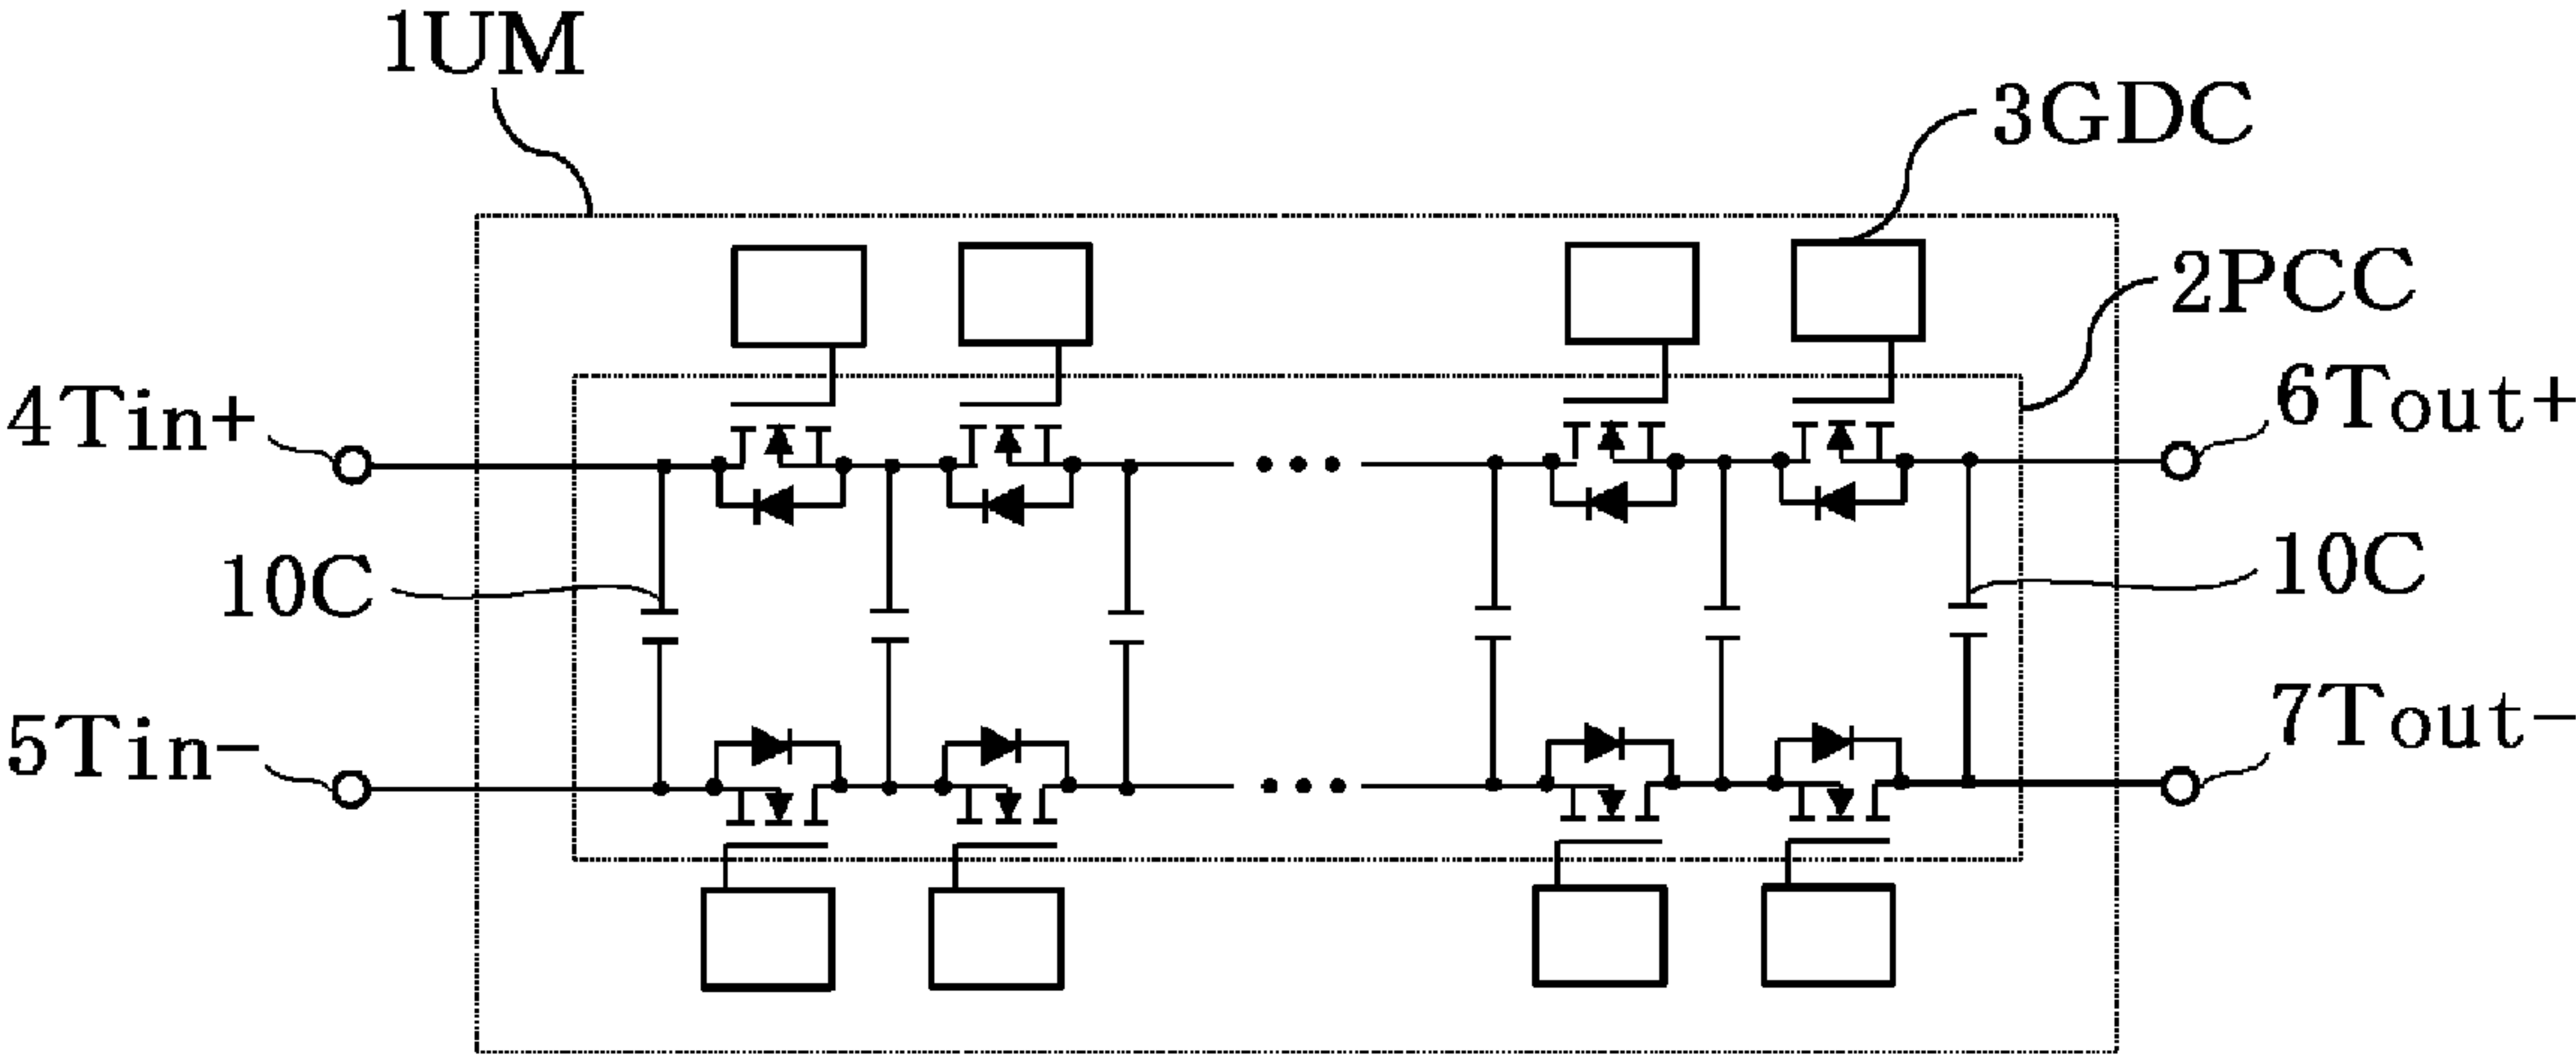 1UM
3GDC
2PCC
4Tin+
6Tout+
10C
10C
5Tin-
7Tout-